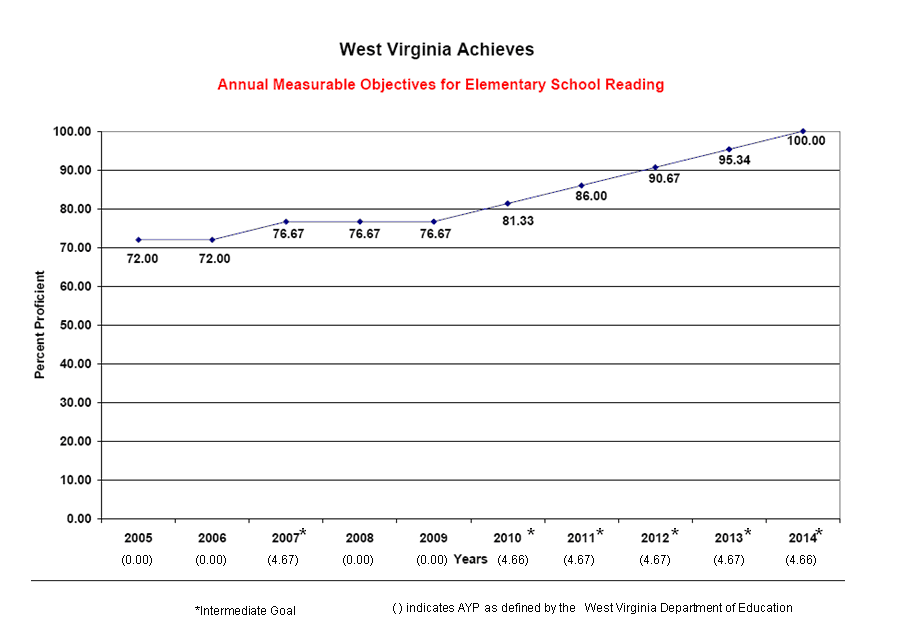 West Virginia Achieves
Annual Measurable Objectives for Elementary School Reading
Percent Proficient
100.00
90.00
80.00
70.00
60.00
50.00
40.00
30.00
20.00
10.00
0.00
72.00 72.00 76.67 76.67 76.67 81.33 86.00 90.67 95.34 100.00
2005 2006 2007* 2008 2009 2010 * 2011* 2012* 2013* 2014*
(0.00) (0.00) (4.67) (0.00) (0.00) Years (4.66) (4.67) (4.67) (4.67) (4.66)
*Intermediate Goal ( ) indicates AYP as defined by the West Virginia Department of Education